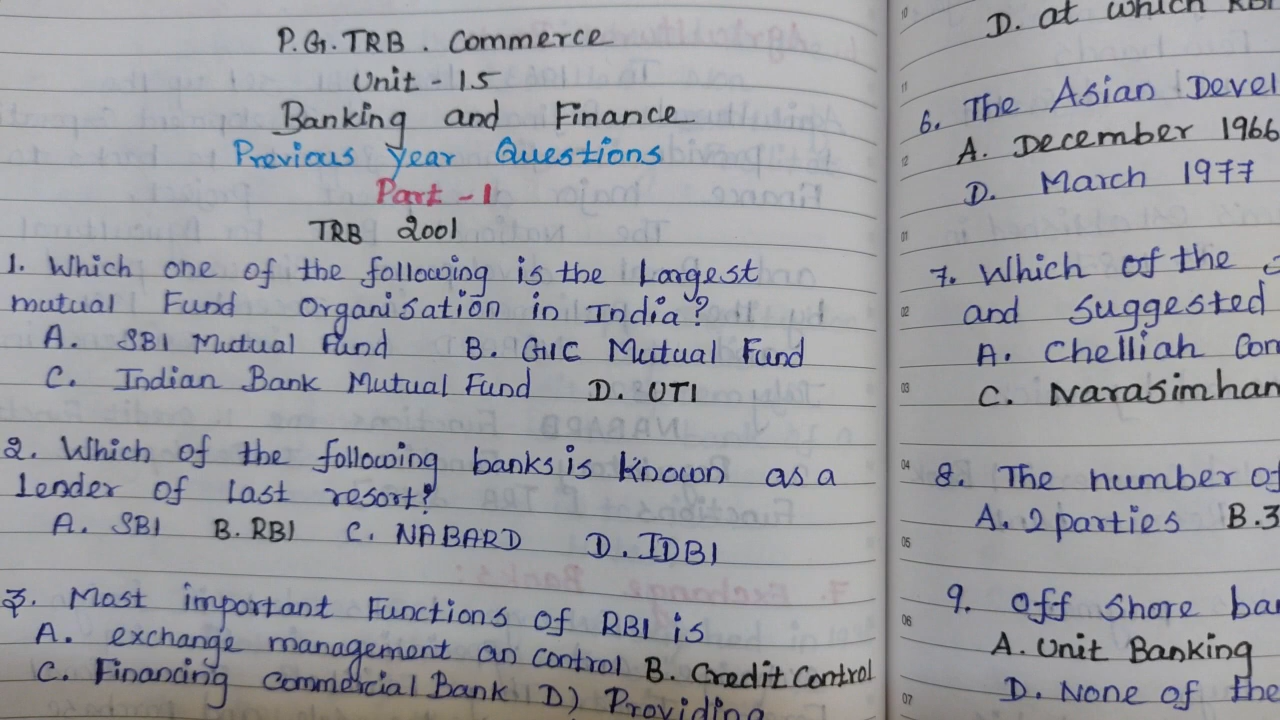 P.G.TRB. Commerce
Unit - 15
Banking and Finance
Previous year Questions
Part - 1
TRB 2001
1. Which one of the following is the Largest
mutual Fund Organisation in India?
A. SBI Mutual Fund B. GIC Mutual Fund
C. Indian Bank Mutual Fund D. UTI
2. Which of the following banks is known as a
lender of last resort?
A. SBI B. RBI C. NABARD D. IDBI
3. Most important Functions of RBI is
A. exchange management an control B. Credit Control
C. Financing Commercial Bank D) Providing
D. at which RBI
6. The Asian Devel
A. December 1966
D. March 1977
7. Which of the
and Suggested
A. Chelliah Com
C. Narasimhan
8. The number of
A. 2 parties B. 3
9. Off Shore ba
A. Unit Banking
D. None of the